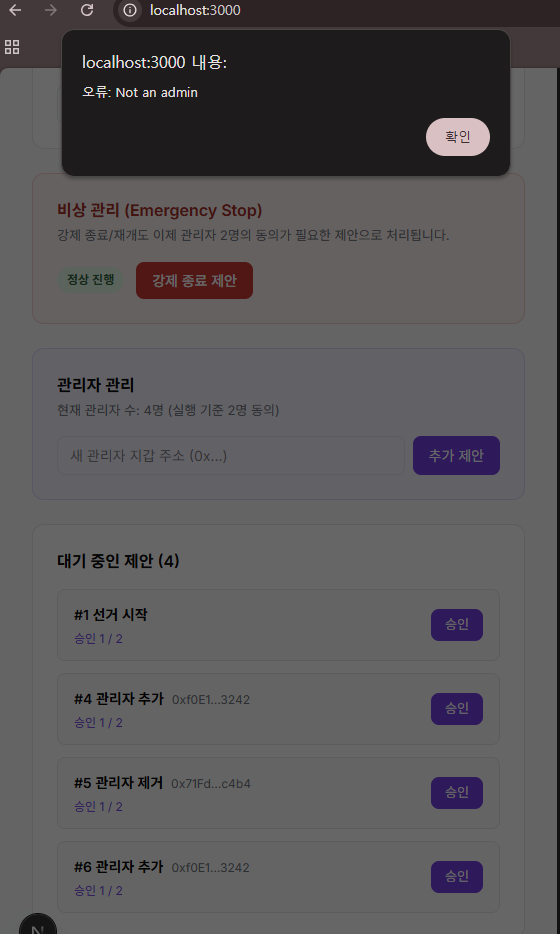 localhost:3000
localhost:3000 내용:
오류: Not an admin
확인
비상 관리 (Emergency Stop)
강제 종료/재개도 이제 관리자 2명의 동의가 필요한 제안으로 처리됩니다.
정상 진행
강제 종료 제안
관리자 관리
현재 관리자 수: 4명 (실행 기준 2명 동의)
새 관리자 지갑 주소 (0x...)
추가 제안
대기 중인 제안 (4)
#1 선거 시작
승인 1 / 2
승인
#4 관리자 추가 0xf0E1...3242
승인 1 / 2
승인
#5 관리자 제거 0x71Fd...c4b4
승인 1 / 2
승인
#6 관리자 추가 0xf0E1...3242
승인 1 / 2
승인
N